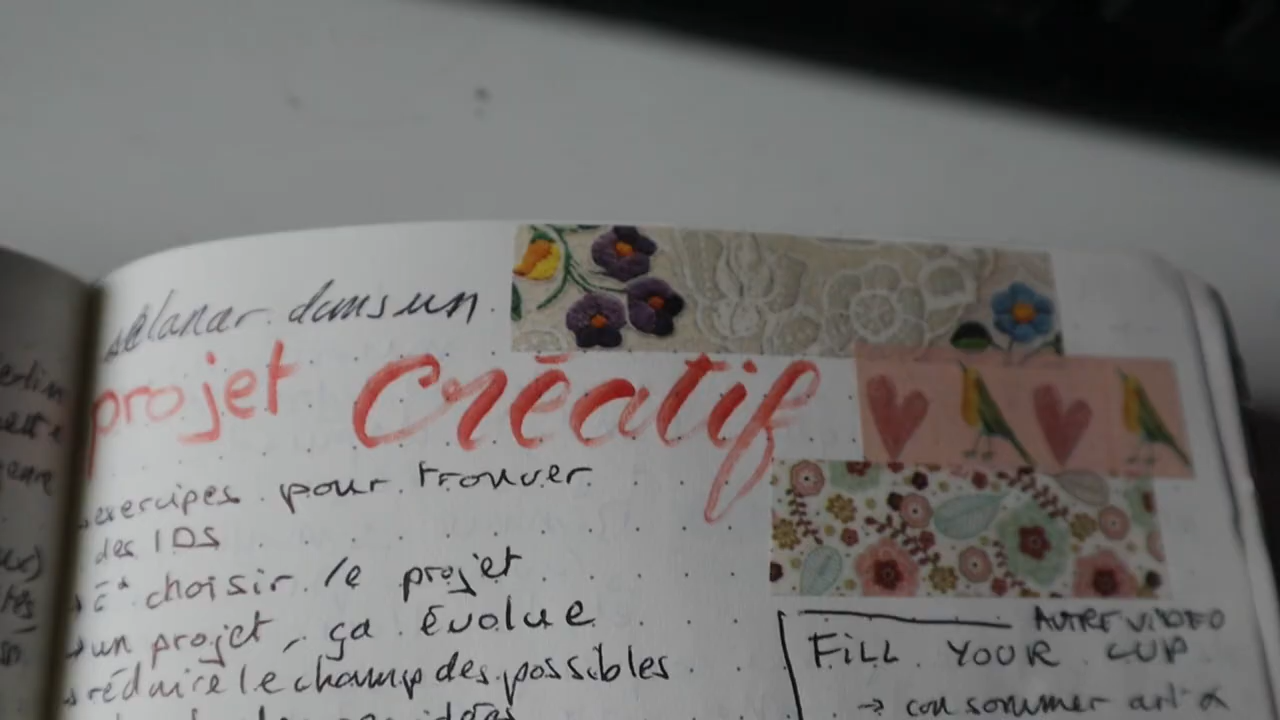 sélancer dans un
projet créatif
exercices pour trouver
des IDS
choisir le projet
→ un projet, ça évolue
→ réduire le champ des possibles
AUTRE VIDEO
FILL YOUR CUP
→ consommer art